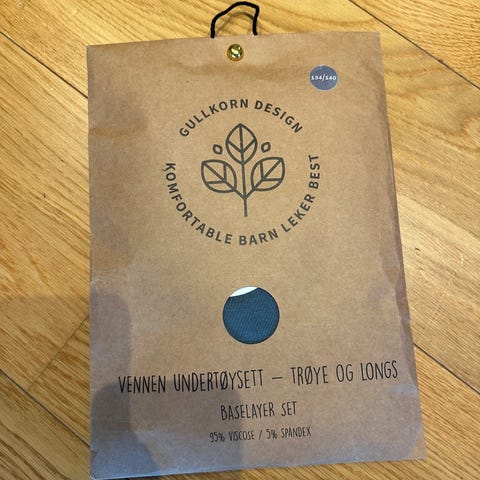 134/140
GULLKORN DESIGN
KOMFORTABLE BARN LEKER BEST
VENNEN UNDERTØYSETT – TRØYE OG LONGS
BASELAYER SET
95% VISCOSE / 5% SPANDEX